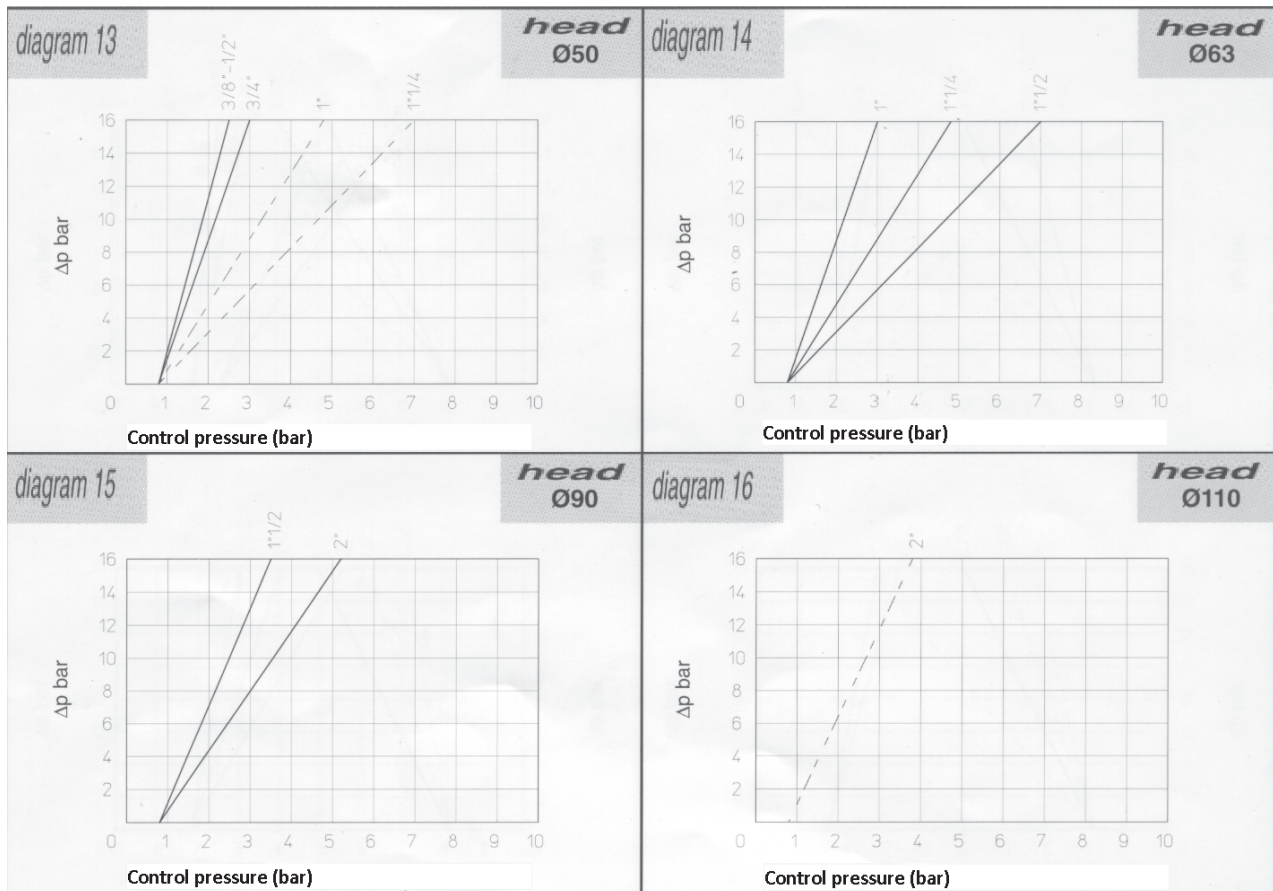 diagram 13
head
Ø50
3/8"-1/2"
3/4"
1"
1"1/4
16
14
12
10
8
6
4
2
Δp bar
0 1 2 3 4 5 6 7 8 9 10
Control pressure (bar)
diagram 14
head
Ø63
1"
1"1/4
1"1/2
16
14
12
10
8
6
4
2
Δp bar
0 1 2 3 4 5 6 7 8 9 10
Control pressure (bar)
diagram 15
head
Ø90
1"1/2
2"
16
14
12
10
8
6
4
2
Δp bar
0 1 2 3 4 5 6 7 8 9 10
Control pressure (bar)
diagram 16
head
Ø110
2"
16
14
12
10
8
6
4
2
Δp bar
0 1 2 3 4 5 6 7 8 9 10
Control pressure (bar)